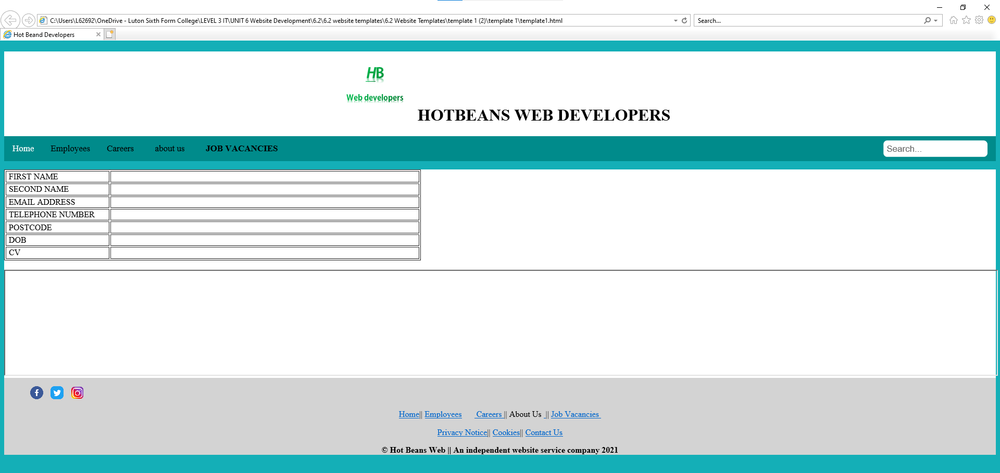 C:\Users\L62692\OneDrive - Luton Sixth Form College\LEVEL 3 IT\UNIT 6 Website Development\6.2\6.2 website templates\6.2 Website Templates\template 1 (2)\template 1\template1.html
Search...
Hot Beand Developers
HB
Web developers
HOTBEANS WEB DEVELOPERS
Home Employees Careers about us JOB VACANCIES Search...
FIRST NAME
SECOND NAME
EMAIL ADDRESS
TELEPHONE NUMBER
POSTCODE
DOB
CV
Home|| Employees Careers || About Us || Job Vacancies
Privacy Notice|| Cookies|| Contact Us
© Hot Beans Web || An independent website service company 2021